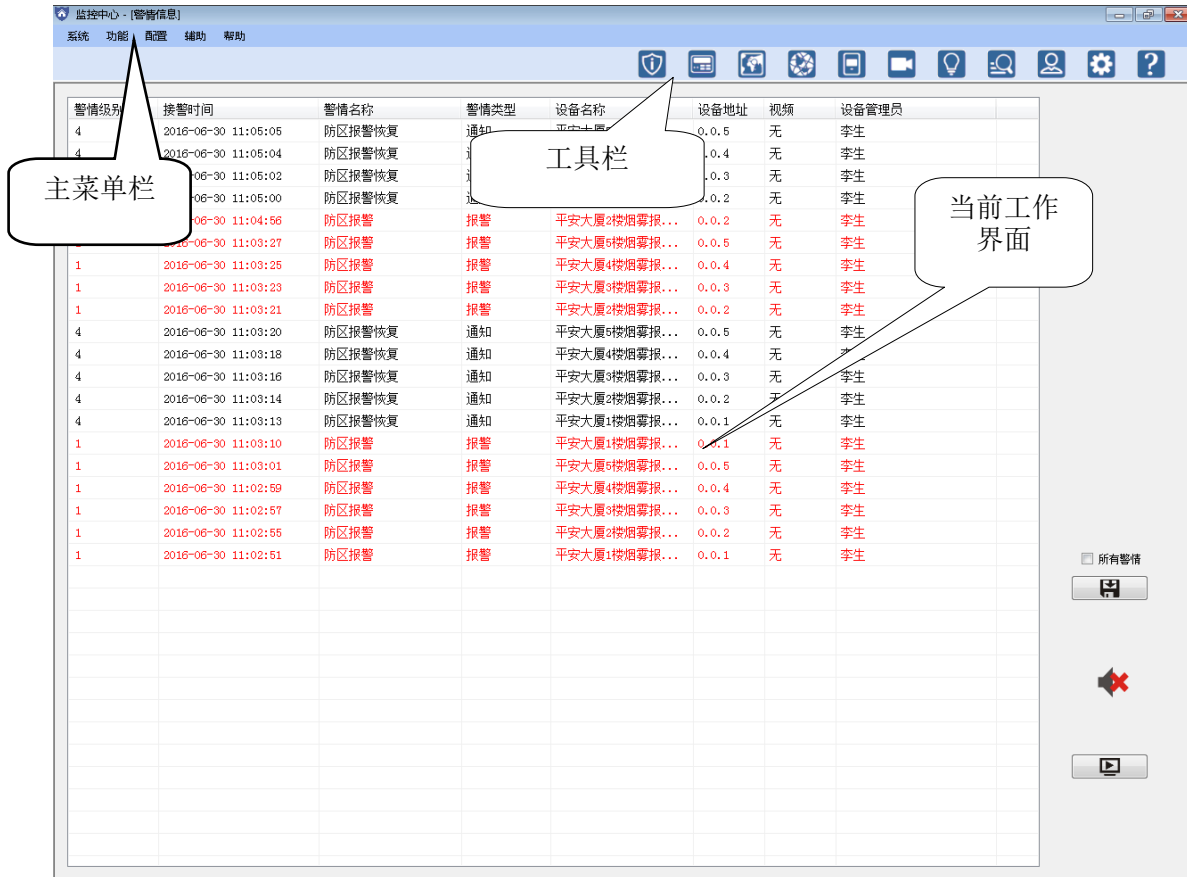 监控中心 - [警情信息]
系统 功能 配置 辅助 帮助
警情级别 接警时间 警情名称 警情类型 设备名称 设备地址 视频 设备管理员
4 2016-06-30 11:05:05 防区报警恢复 通知 0.0.5 无 李生
4 2016-06-30 11:05:04 防区报警恢复 0.4 无 李生
-06-30 11:05:02 防区报警恢复 0.3 无 李生
-06-30 11:05:00 防区报警恢复 0.0.2 无 李生
-06-30 11:04:56 防区报警 报警 平安大厦2楼烟雾报... 0.0.2 无 李生
2016-06-30 11:03:27 防区报警 报警 平安大厦5楼烟雾报... 0.0.5 无 李生
1 2016-06-30 11:03:25 防区报警 报警 平安大厦4楼烟雾报... 0.0.4 无 李生
1 2016-06-30 11:03:23 防区报警 报警 平安大厦3楼烟雾报... 0.0.3 无 李生
1 2016-06-30 11:03:21 防区报警 报警 平安大厦2楼烟雾报... 0.0.2 无 李生
4 2016-06-30 11:03:20 防区报警恢复 通知 平安大厦5楼烟雾报... 0.0.5 无 李生
4 2016-06-30 11:03:18 防区报警恢复 通知 平安大厦4楼烟雾报... 0.0.4 无 李生
4 2016-06-30 11:03:16 防区报警恢复 通知 平安大厦3楼烟雾报... 0.0.3 无 李生
4 2016-06-30 11:03:14 防区报警恢复 通知 平安大厦2楼烟雾报... 0.0.2 无 李生
4 2016-06-30 11:03:13 防区报警恢复 通知 平安大厦1楼烟雾报... 0.0.1 无 李生
1 2016-06-30 11:03:10 防区报警 报警 平安大厦1楼烟雾报... 0.0.1 无 李生
1 2016-06-30 11:03:01 防区报警 报警 平安大厦5楼烟雾报... 0.0.5 无 李生
1 2016-06-30 11:02:59 防区报警 报警 平安大厦4楼烟雾报... 0.0.4 无 李生
1 2016-06-30 11:02:57 防区报警 报警 平安大厦3楼烟雾报... 0.0.3 无 李生
1 2016-06-30 11:02:55 防区报警 报警 平安大厦2楼烟雾报... 0.0.2 无 李生
1 2016-06-30 11:02:51 防区报警 报警 平安大厦1楼烟雾报... 0.0.1 无 李生
主菜单栏
工具栏
当前工作
界面
所有警情